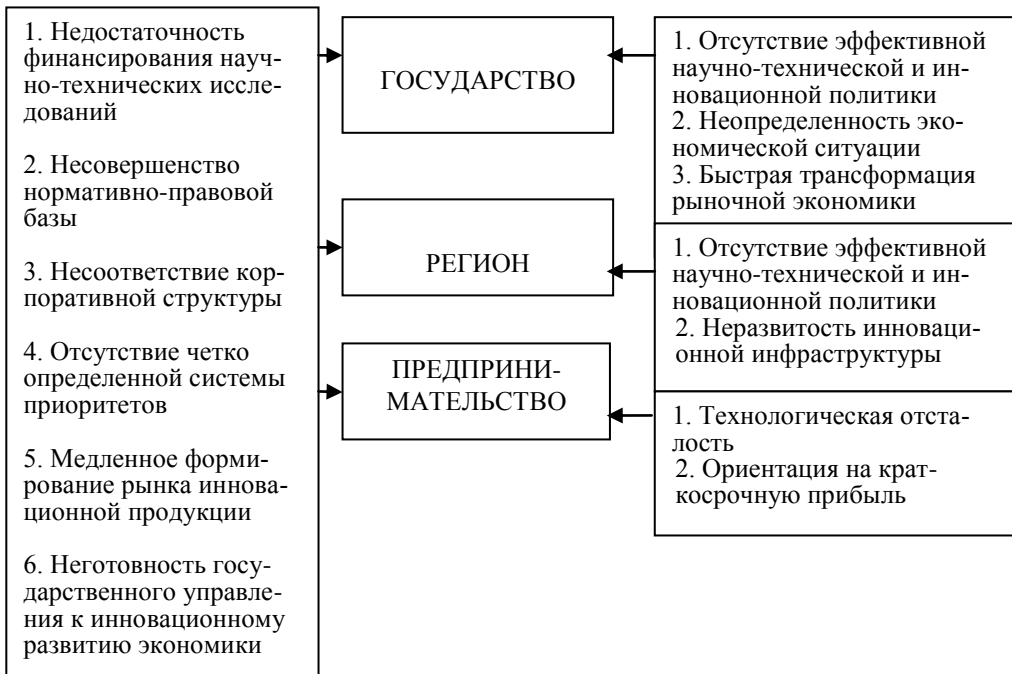 1. Недостаточность
финансирования науч-
но-технических иссле-
дований
2. Несовершенство
нормативно-правовой
базы
3. Несоответствие кор-
поративной структуры
4. Отсутствие четко
определенной системы
приоритетов
5. Медленное форми-
рование рынка иннова-
ционной продукции
6. Неготовность госу-
дарственного управле-
ния к инновационному
развитию экономики
ГОСУДАРСТВО
РЕГИОН
ПРЕДПРИНИ-
МАТЕЛЬСТВО
1. Отсутствие эффективной
научно-технической и ин-
новационной политики
2. Неопределенность эко-
номической ситуации
3. Быстрая трансформация
рыночной экономики
1. Отсутствие эффективной
научно-технической и ин-
новационной политики
2. Неразвитость инноваци-
онной инфраструктуры
1. Технологическая отста-
лость
2. Ориентация на крат-
косрочную прибыль